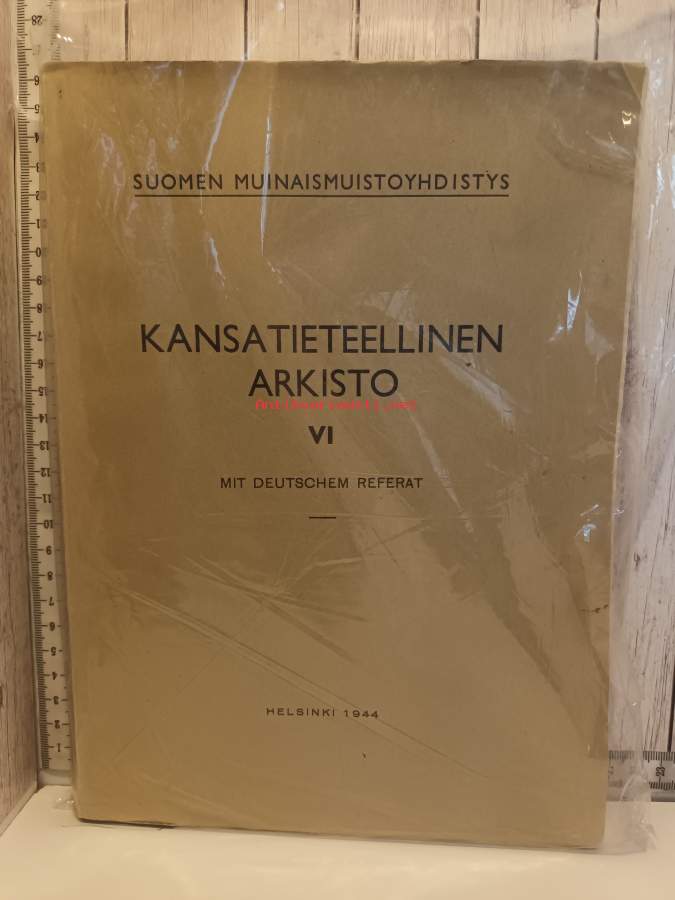 SUOMEN MUINAISMUISTOYHDISTYS
KANSATIETEELLINEN
ARKISTO
VI
MIT DEUTSCHEM REFERAT
HELSINKI 1944